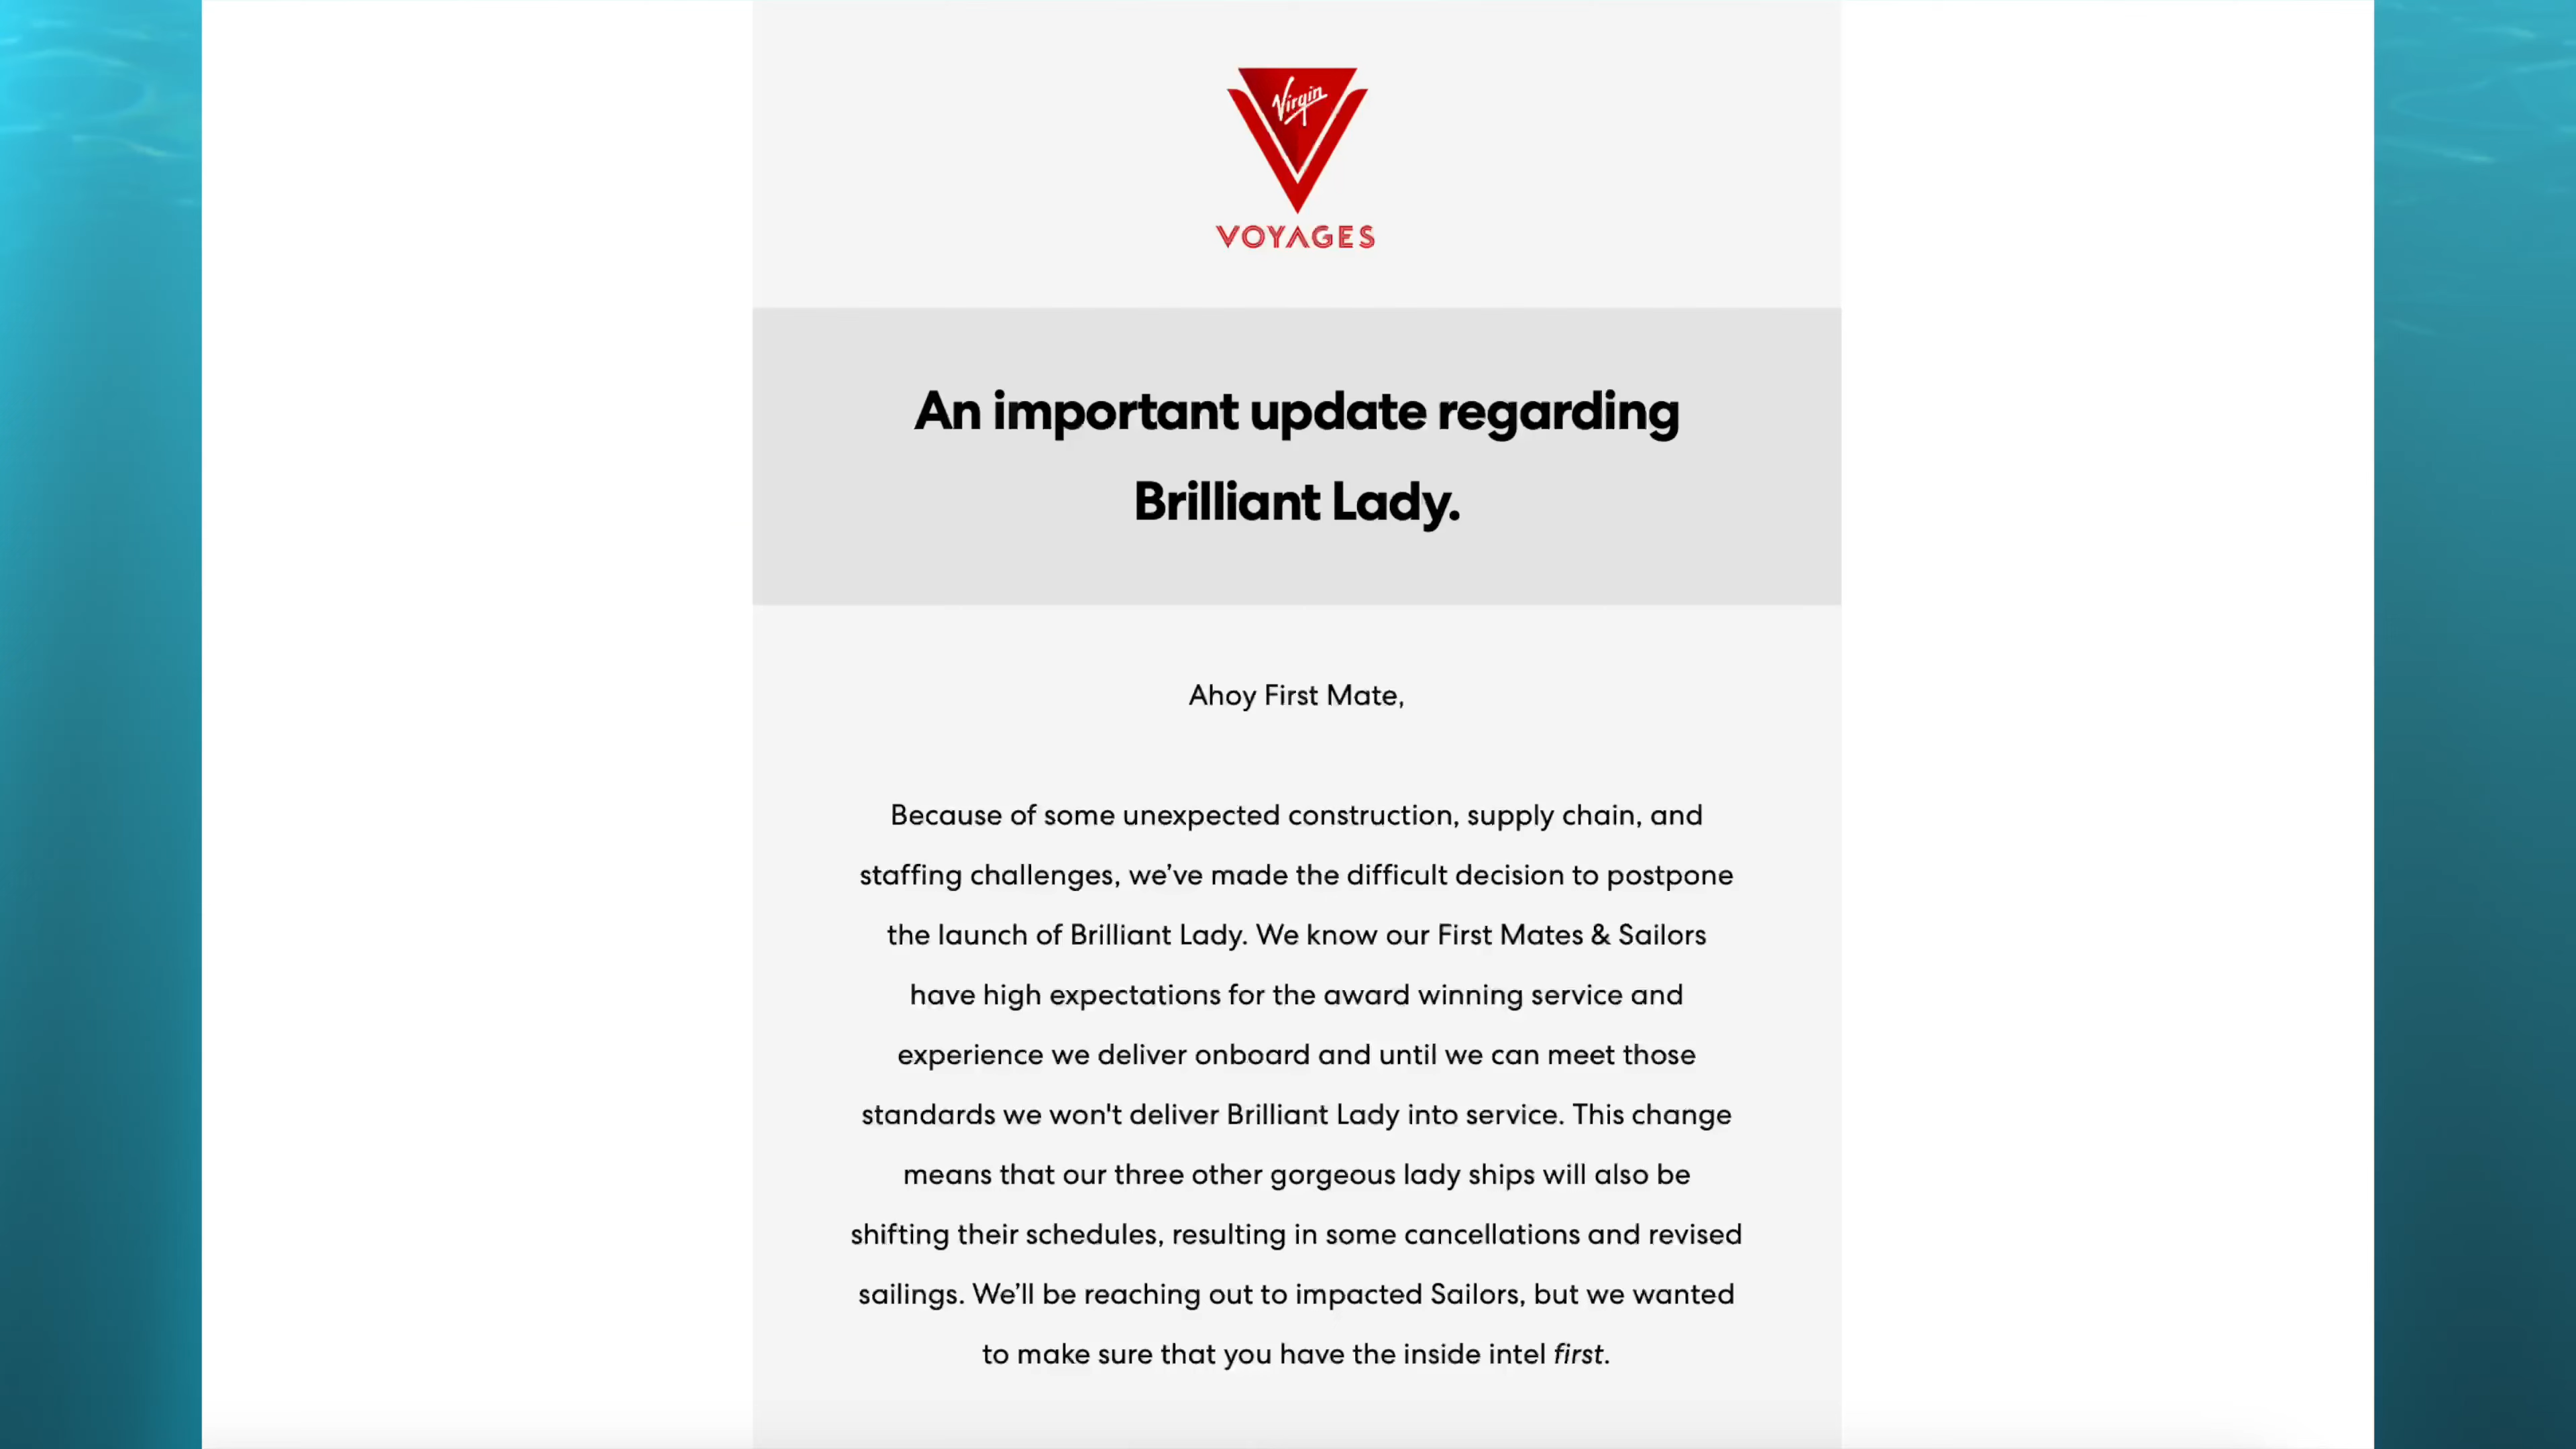 Virgin
VOYAGES
An important update regarding
Brilliant Lady.
Ahoy First Mate,
Because of some unexpected construction, supply chain, and
staffing challenges, we’ve made the difficult decision to postpone
the launch of Brilliant Lady. We know our First Mates & Sailors
have high expectations for the award winning service and
experience we deliver onboard and until we can meet those
standards we won't deliver Brilliant Lady into service. This change
means that our three other gorgeous lady ships will also be
shifting their schedules, resulting in some cancellations and revised
sailings. We’ll be reaching out to impacted Sailors, but we wanted
to make sure that you have the inside intel first.